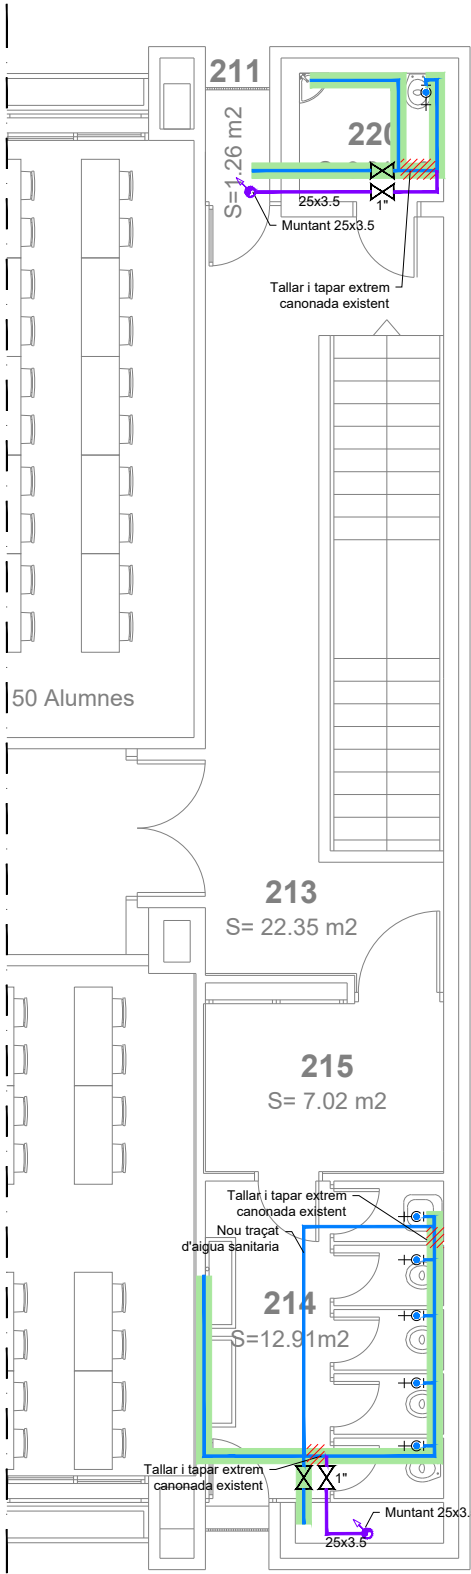 211
S=1.26 m2
220
25x3.5
1"
Muntant 25x3.5
Tallar i tapar extrem
canonada existent
50 Alumnes
213
S= 22.35 m2
215
S= 7.02 m2
Tallar i tapar extrem
canonada existent
Nou traçat
d'aigua sanitaria
214
S=12.91m2
Tallar i tapar extrem
canonada existent
1"
Muntant 25x3.
25x3.5